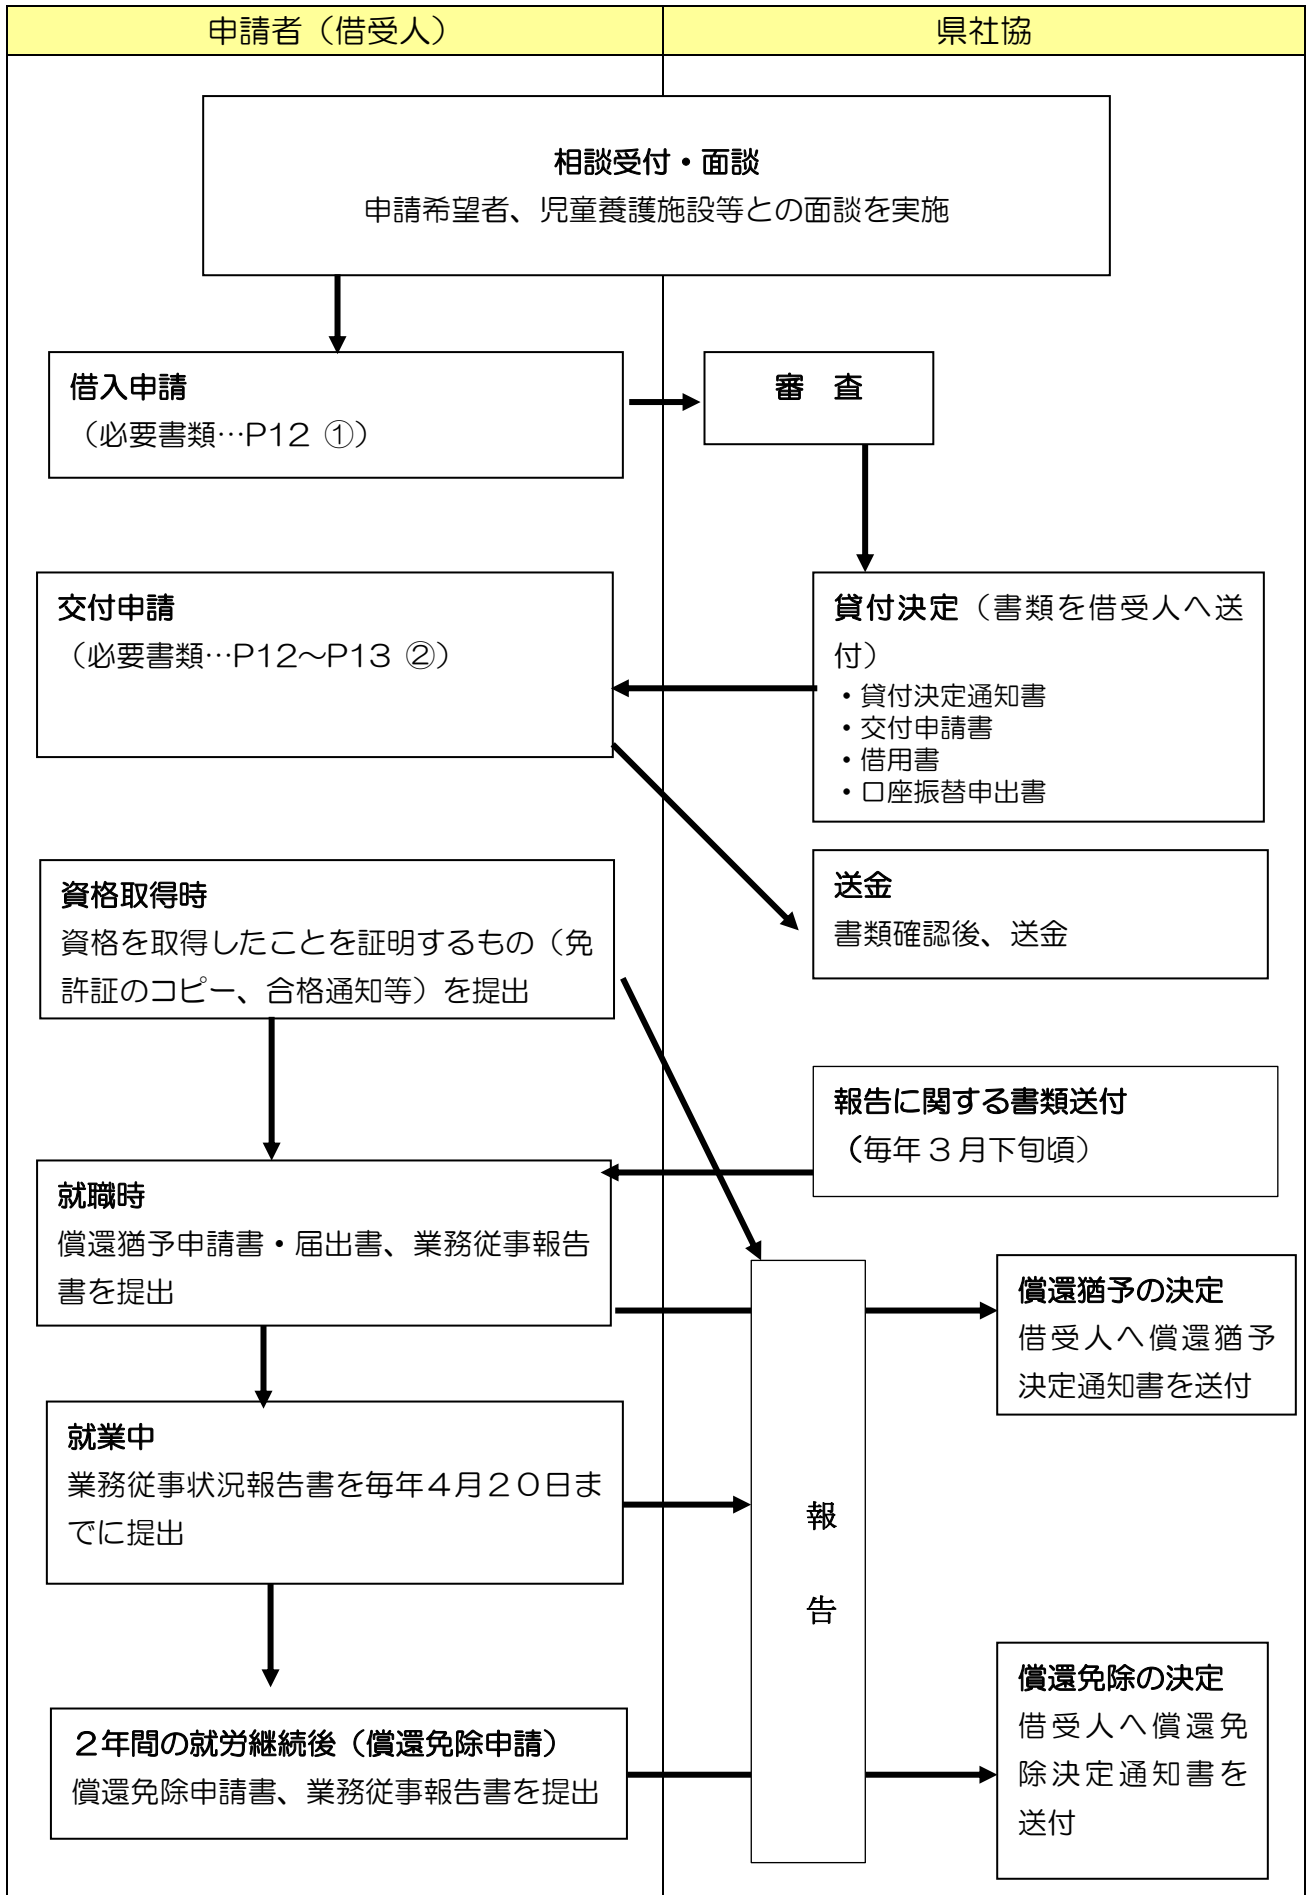 申請者（借受人）
県社協
相談受付・面談
申請希望者、児童養護施設等との面談を実施
借入申請
（必要書類…P12 ①）
審　査
交付申請
（必要書類…P12～P13 ②）
貸付決定（書類を借受人へ送
付）
・貸付決定通知書
・交付申請書
・借用書
・口座振替申出書
資格取得時
資格を取得したことを証明するもの（免
許証のコピー、合格通知等）を提出
送金
書類確認後、送金
報告に関する書類送付
（毎年３月下旬頃）
就職時
償還猶予申請書・届出書、業務従事報告
書を提出
償還猶予の決定
借受人へ償還猶予
決定通知書を送付
就業中
業務従事状況報告書を毎年４月２０日ま
でに提出
報
告
２年間の就労継続後（償還免除申請）
償還免除申請書、業務従事報告書を提出
償還免除の決定
借受人へ償還免
除決定通知書を
送付